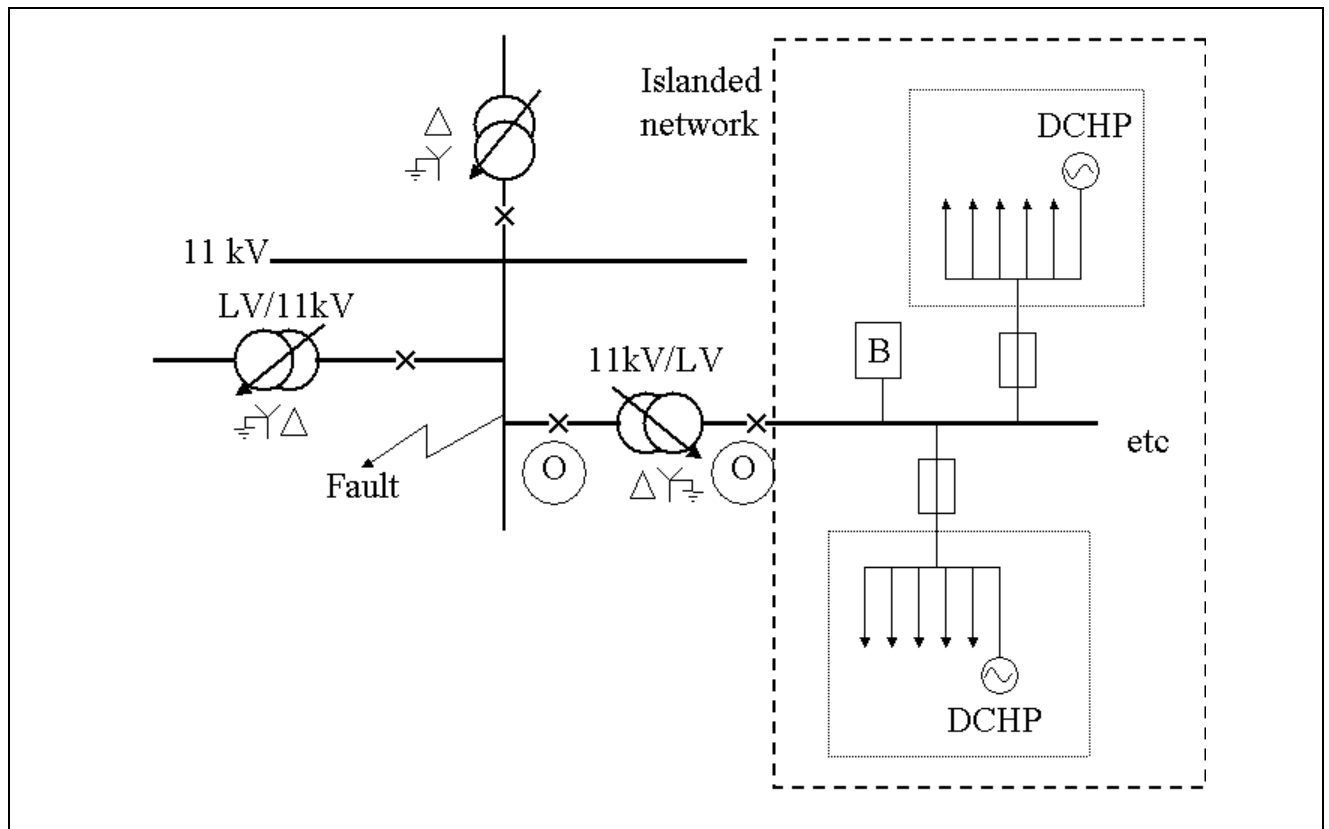 Islanded
network
DCHP
11 kV
LV/11kV
11kV/LV
B
Fault
O
O
etc
DCHP